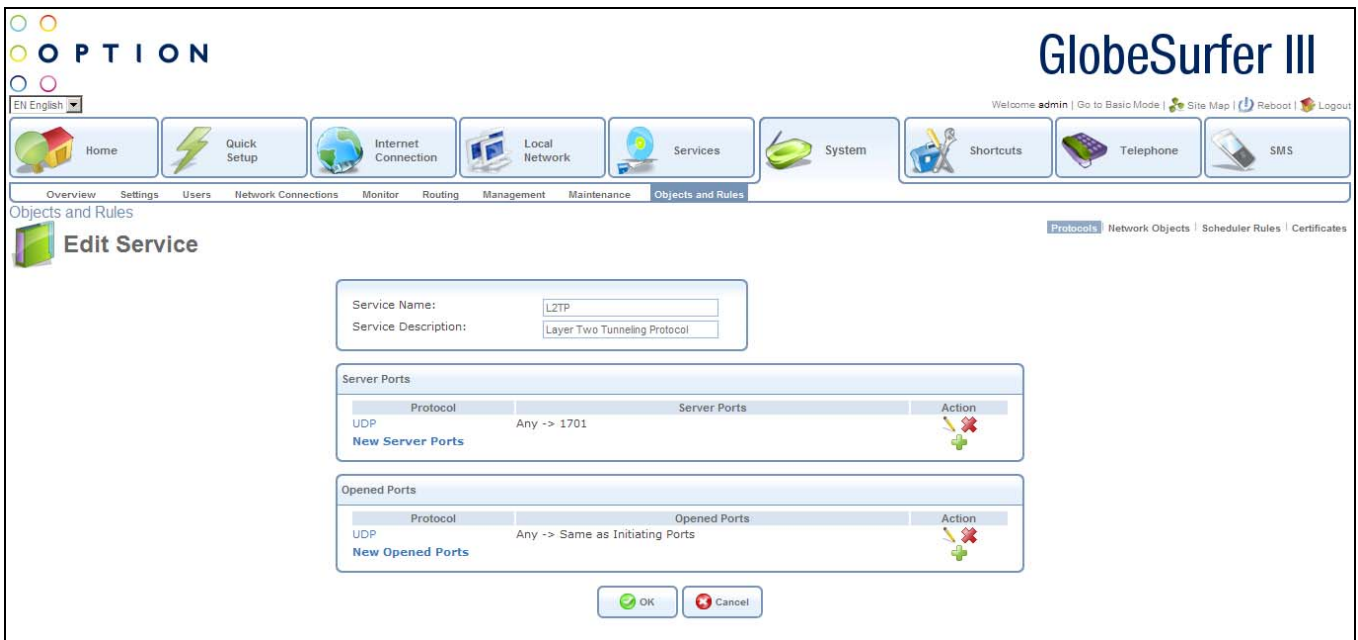 OPTION
GlobeSurfer III
EN English
Welcome admin | Go to Basic Mode | Site Map | Reboot | Logout
Home
Quick Setup
Internet Connection
Local Network
Services
System
Shortcuts
Telephone
SMS
Overview Settings Users Network Connections Monitor Routing Management Maintenance Objects and Rules
Objects and Rules
Protocols | Network Objects | Scheduler Rules | Certificates
Edit Service
Service Name: L2TP
Service Description: Layer Two Tunneling Protocol
Server Ports
Protocol Server Ports Action
UDP Any -> 1701
New Server Ports
Opened Ports
Protocol Opened Ports Action
UDP Any -> Same as Initiating Ports
New Opened Ports
OK Cancel